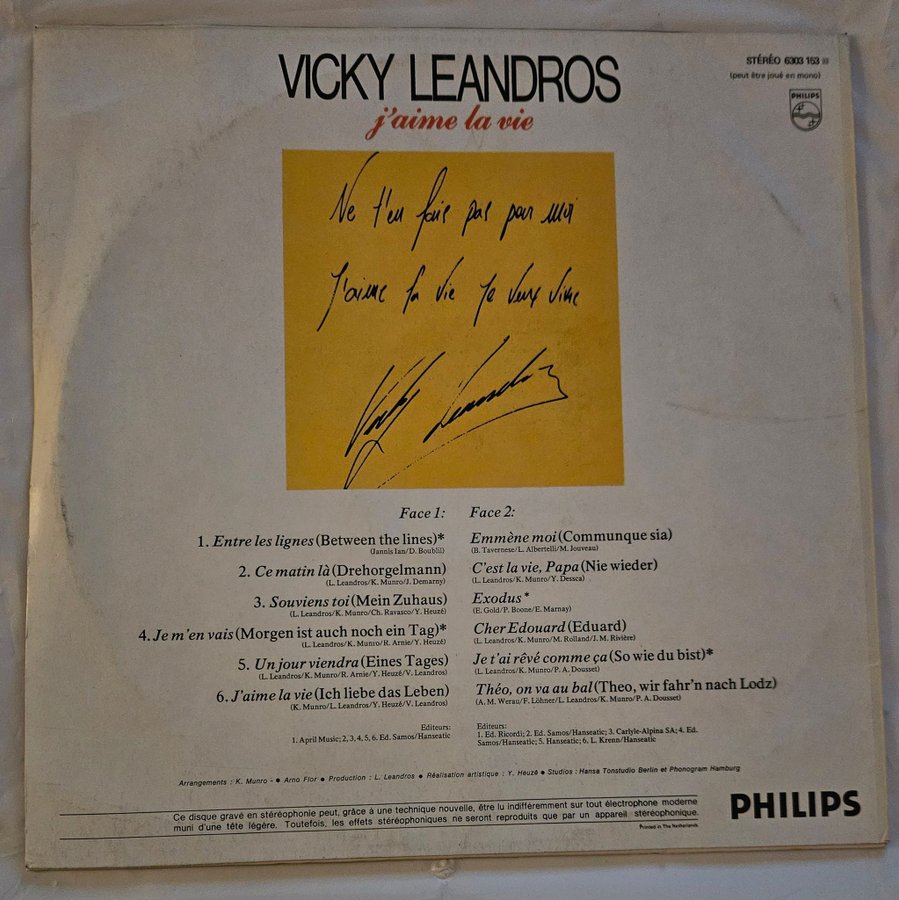 VICKY LEANDROS
j'aime la vie
STÉRÉO 6303 153
(peut être joué en mono)
PHILIPS
Ne t'en fais pas pour moi
J'aime la vie je veux vivre
Vicky Leandros
Face 1:
1. Entre les lignes (Between the lines)*
(Jannis Ian/D. Boublil)
2. Ce matin là (Drehorgelmann)
(L. Leandros/K. Munro/J. Demarny)
3. Souviens toi (Mein Zuhaus)
(L. Leandros/K. Munro/Ch. Ravasco/Y. Heuzé)
4. Je m'en vais (Morgen ist auch noch ein Tag)*
(L. Leandros/K. Munro/R. Arnie/Y. Heuzé)
5. Un jour viendra (Eines Tages)
(L. Leandros/K. Munro/R. Arnie/Y. Heuzé/V. Leandros)
6. J'aime la vie (Ich liebe das Leben)
(K. Munro/L. Leandros/Y. Heuzé/V. Leandros)
Editeurs:
1. April Music; 2, 3, 4, 5, 6. Ed. Samos/Hanseatic
Face 2:
Emmène moi (Communque sia)
(B. Tavernese/L. Albertelli/M. Jouveau)
C'est la vie, Papa (Nie wieder)
(L. Leandros/K. Munro/Y. Dessca)
Exodus*
(E. Gold/P. Boone/E. Marnay)
Cher Edouard (Eduard)
(L. Leandros/K. Munro/M. Rolland/J. M. Rivière)
Je t'ai rêvé comme ça (So wie du bist)*
(L. Leandros/K. Munro/P. A. Dousset)
Théo, on va au bal (Theo, wir fahr'n nach Lodz)
(A. M. Werau/F. Löhner/L. Leandros/K. Munro/P. A. Dousset)
Editeurs:
1. Ed. Ricordi; 2. Ed. Samos/Hanseatic; 3. Carlyle-Alpina SA; 4. Ed.
Samos/Hanseatic; 5. Hanseatic; 6. L. Krenn/Hanseatic
Arrangements : K. Munro - ● Arno Flor ● Production : L. Leandros ● Réalisation artistique : Y. Heuzé ● Studios : Hansa Tonstudio Berlin et Phonogram Hamburg
Ce disque gravé en stéréophonie peut, grâce à une technique nouvelle, être lu indifféremment sur tout électrophone moderne
muni d'une tête légère. Toutefois, les effets stéréophoniques ne seront reproduits que par un appareil stéréophonique.
Printed in The Netherlands
PHILIPS